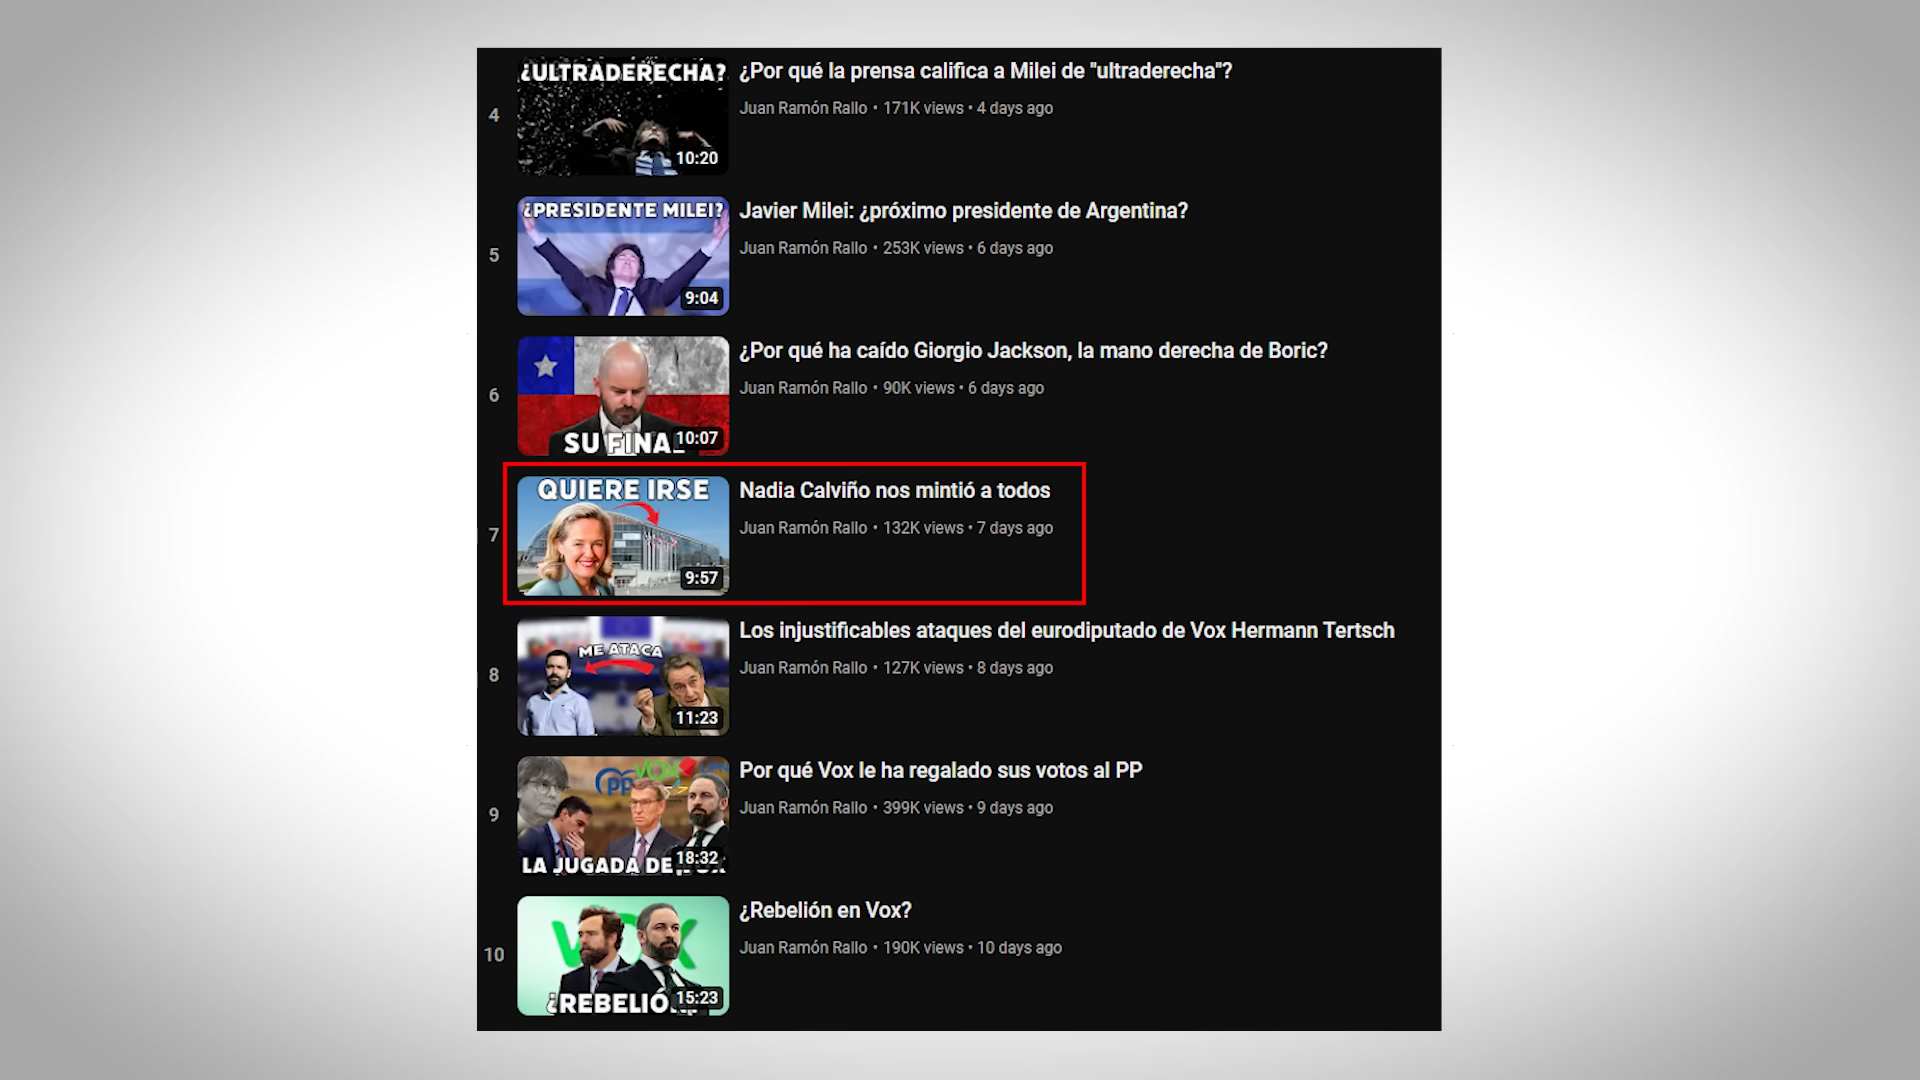 4
¿ULTRADERECHA?
10:20
¿Por qué la prensa califica a Milei de "ultraderecha"?
Juan Ramón Rallo • 171K views • 4 days ago
5
¿PRESIDENTE MILEI?
9:04
Javier Milei: ¿próximo presidente de Argentina?
Juan Ramón Rallo • 253K views • 6 days ago
6
SU FINAL
10:07
¿Por qué ha caído Giorgio Jackson, la mano derecha de Boric?
Juan Ramón Rallo • 90K views • 6 days ago
7
QUIERE IRSE
9:57
Nadia Calviño nos mintió a todos
Juan Ramón Rallo • 132K views • 7 days ago
8
ME ATACA
11:23
Los injustificables ataques del eurodiputado de Vox Hermann Tertsch
Juan Ramón Rallo • 127K views • 8 days ago
9
PP VOX
LA JUGADA DE
18:32
Por qué Vox le ha regalado sus votos al PP
Juan Ramón Rallo • 399K views • 9 days ago
10
VOX
¿REBELIÓ
15:23
¿Rebelión en Vox?
Juan Ramón Rallo • 190K views • 10 days ago